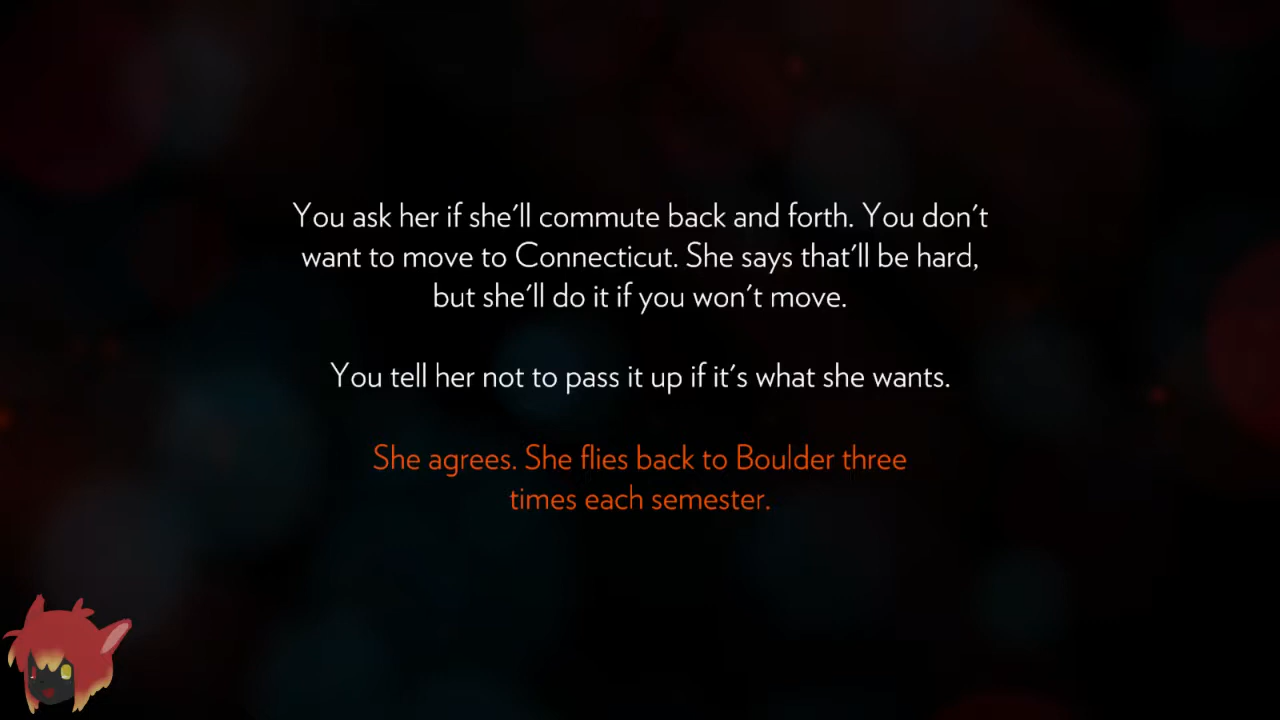 You ask her if she'll commute back and forth. You don't
want to move to Connecticut. She says that'll be hard,
but she'll do it if you won't move.
You tell her not to pass it up if it's what she wants.
She agrees. She flies back to Boulder three
times each semester.